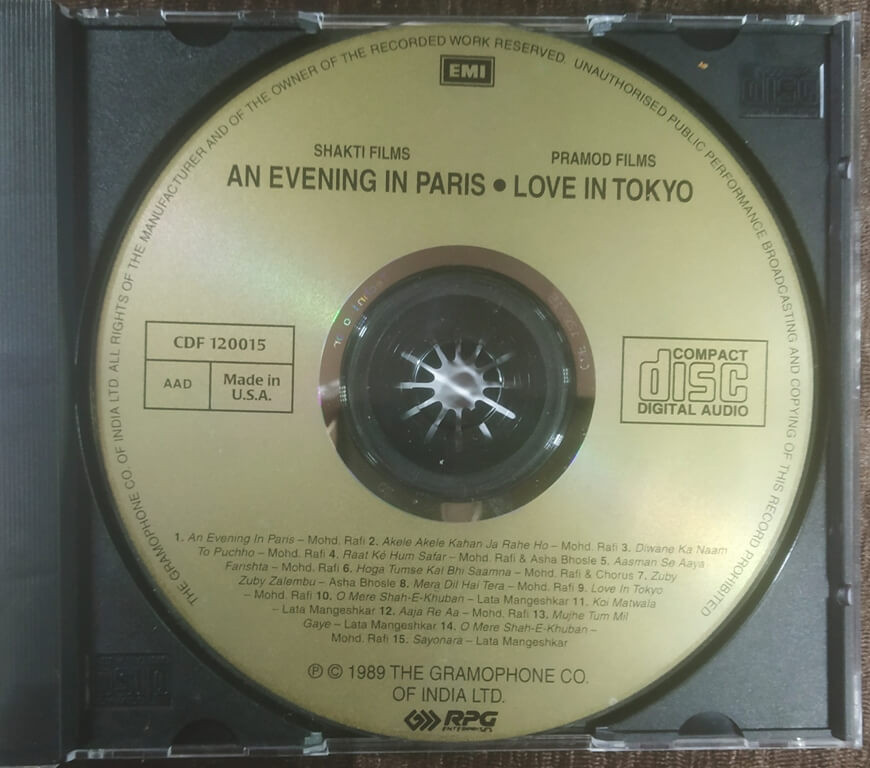 THE GRAMOPHONE CO. OF INDIA LTD. ALL RIGHTS OF THE MANUFACTURER AND OF THE OWNER OF THE RECORDED WORK RESERVED. UNAUTHORISED PUBLIC PERFORMANCE BROADCASTING AND COPYING OF THIS RECORD PROHIBITED
EMI
SHAKTI FILMS PRAMOD FILMS
AN EVENING IN PARIS • LOVE IN TOKYO
CDF 120015
AAD
Made in
U.S.A.
COMPACT
disc
DIGITAL AUDIO
1. An Evening In Paris – Mohd. Rafi 2. Akele Akele Kahan Ja Rahe Ho – Mohd. Rafi 3. Diwane Ka Naam
To Puchho – Mohd. Rafi 4. Raat Ké Hum Safar – Mohd. Rafi & Asha Bhosle 5. Aasman Se Aaya
Farishta – Mohd. Rafi 6. Hoga Tumse Kal Bhi Saamna – Mohd. Rafi & Chorus 7. Zuby
Zuby Zalembu – Asha Bhosle 8. Mera Dil Hai Tera – Mohd. Rafi 9. Love In Tokyo
– Mohd. Rafi 10. O Mere Shah-E-Khuban – Lata Mangeshkar 11. Koi Matwala
– Lata Mangeshkar 12. Aaja Re Aa – Mohd. Rafi 13. Mujhe Tum Mil
Gaye – Lata Mangeshkar 14. O Mere Shah-E-Khuban –
Mohd. Rafi 15. Sayonara – Lata Mangeshkar
℗ © 1989 THE GRAMOPHONE CO.
OF INDIA LTD.
RPG
ENTERPRISES